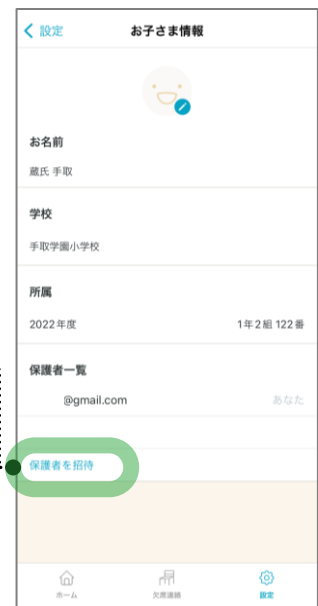 設定 お子さま情報
お名前
蔵氏 手取
学校
手取学園小学校
所属
2022年度 1年2組 122番
保護者一覧
@gmail.com あなた
保護者を招待
ホーム 欠席連絡 設定